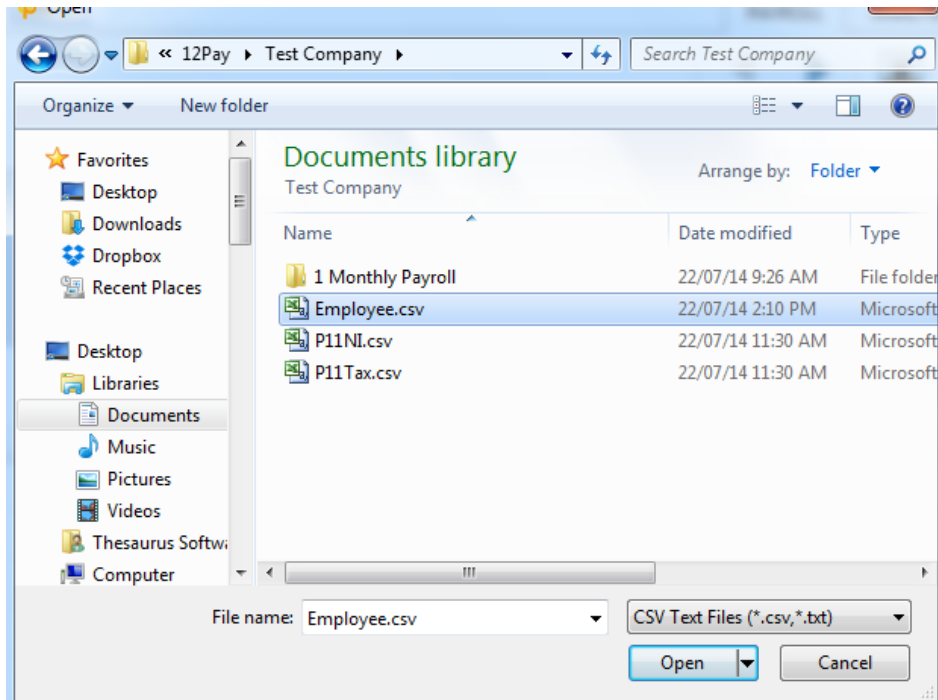 Open
« 12Pay Test Company
Search Test Company
Organize New folder
Favorites
Desktop
Downloads
Dropbox
Recent Places
Desktop
Libraries
Documents
Music
Pictures
Videos
Thesaurus Softw
Computer
Documents library
Test Company
Arrange by: Folder
Name Date modified Type
1 Monthly Payroll 22/07/14 9:26 AM File folder
Employee.csv 22/07/14 2:10 PM Microsoft
P11NI.csv 22/07/14 11:30 AM Microsoft
P11Tax.csv 22/07/14 11:30 AM Microsoft
File name: Employee.csv CSV Text Files (*.csv,*.txt)
Open Cancel